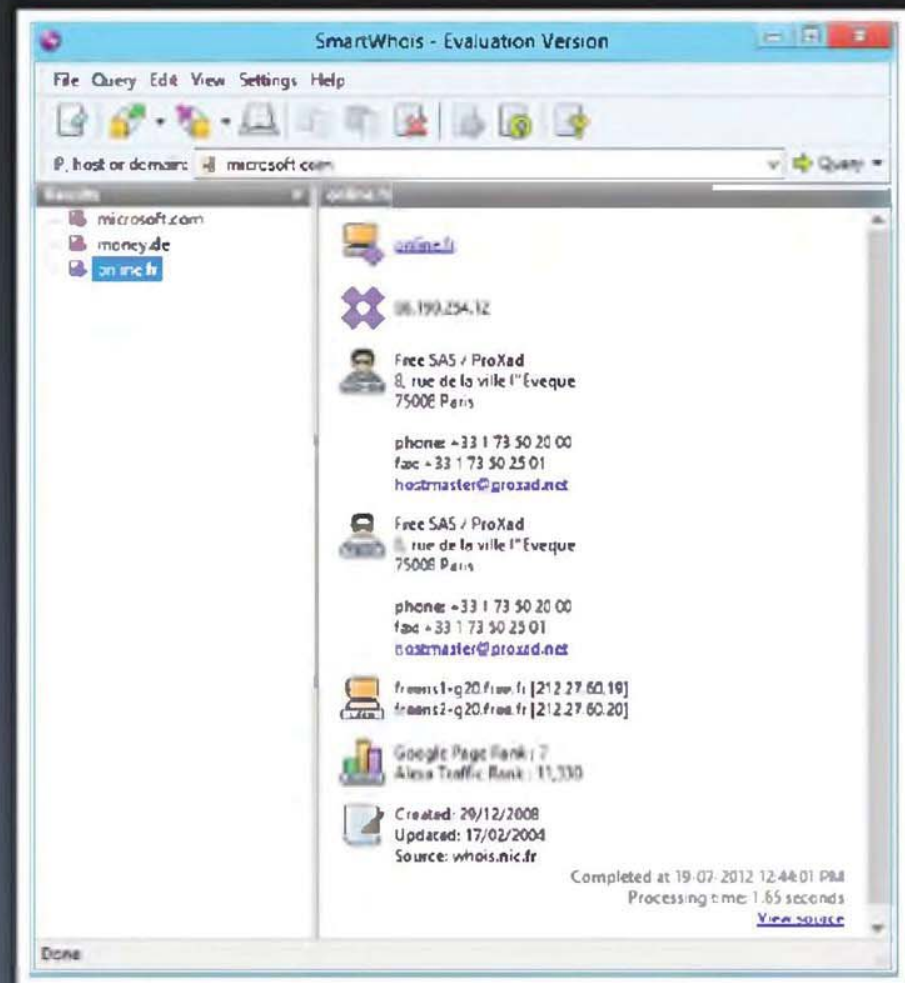 SmartWhois - Evaluation Version
File Query Edit View Settings Help
IP, host or domain: microsoft.com Query
Results
online.fr
microsoft.com
money.de
online.fr
online.fr
.190.254.12
Free SAS / ProXad
8, rue de la ville l"Eveque
75008 Paris
phone: +33 1 73 50 20 00
fax: +33 1 73 50 25 01
hostmaster@proxad.net
Free SAS / ProXad
rue de la ville l"Eveque
75008 Paris
phone: +33 1 73 50 20 00
fax: +33 1 73 50 25 01
hostmaster@proxad.net
freens1-g20.free.fr [212.27.60.19]
freens2-g20.free.fr [212.27.60.20]
Google Page Rank: 7
Alexa Traffic Rank: 11,330
Created: 29/12/2008
Updated: 17/02/2004
Source: whois.nic.fr
Completed at 19-07-2012 12:44:01 PM
Processing time: 1.65 seconds
View source
Done